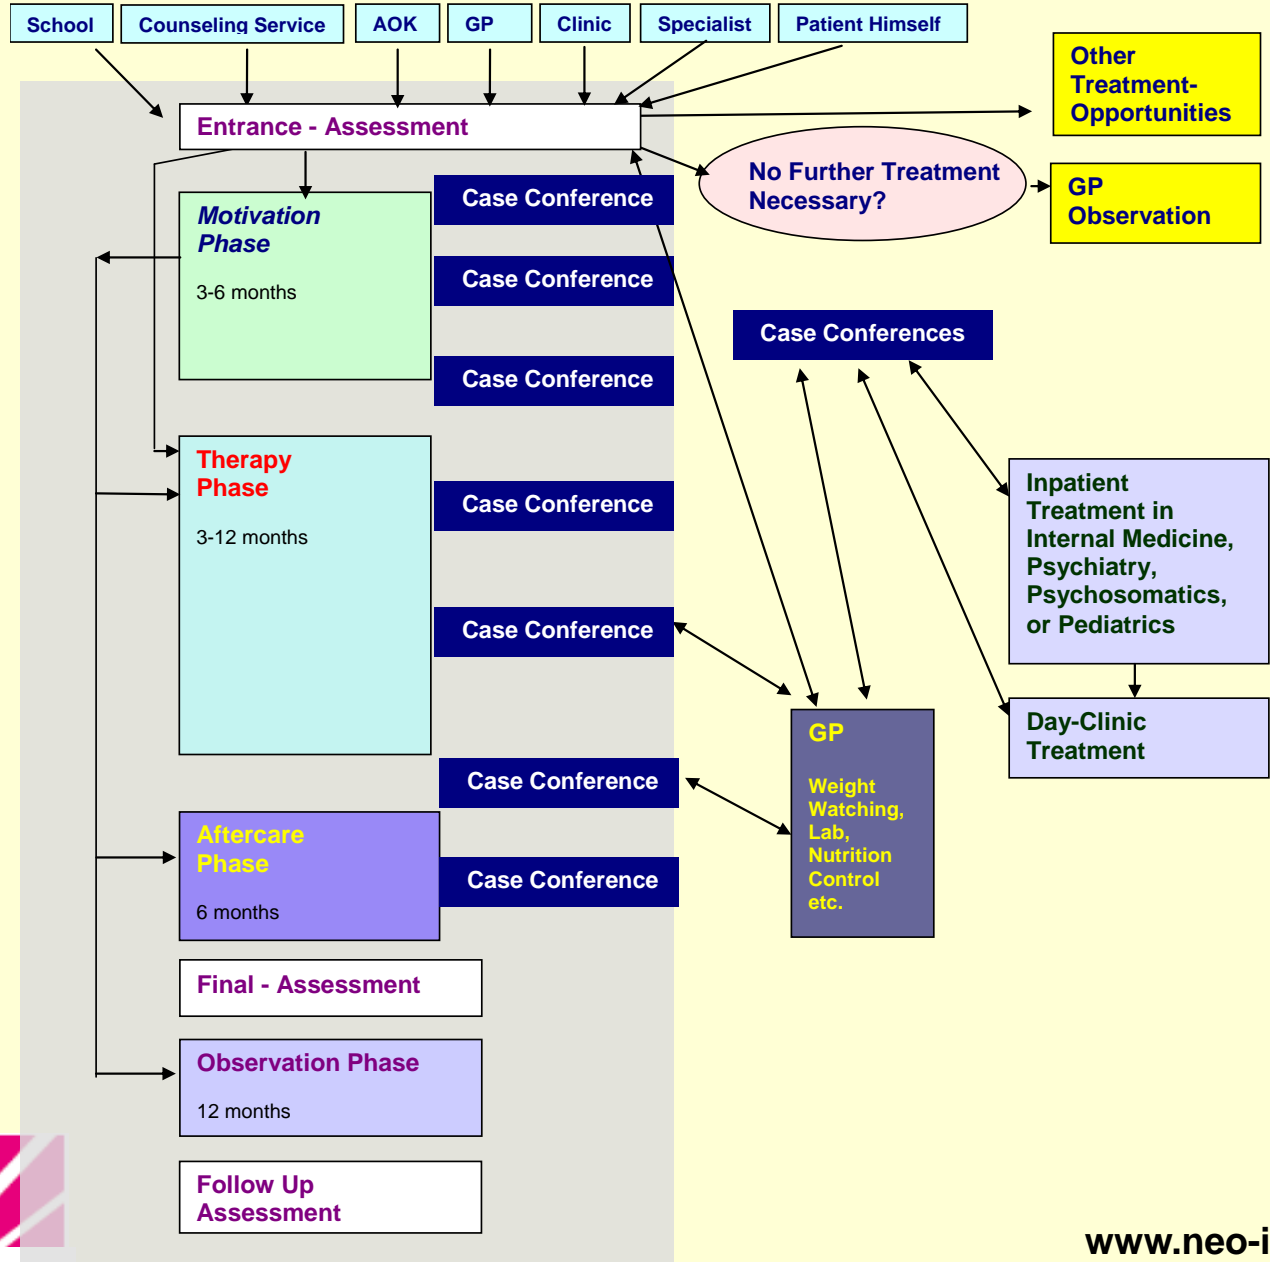 School
Counseling Service
AOK
GP
Clinic
Specialist
Patient Himself
Other
Treatment-
Opportunities
Entrance - Assessment
No Further Treatment
Necessary?
GP
Observation
Motivation
Phase
3-6 months
Case Conference
Case Conference
Case Conference
Case Conferences
Therapy
Phase
3-12 months
Case Conference
Case Conference
Inpatient
Treatment in
Internal Medicine,
Psychiatry,
Psychosomatics,
or Pediatrics
Day-Clinic
Treatment
GP
Weight
Watching,
Lab,
Nutrition
Control
etc.
Case Conference
Aftercare
Phase
6 months
Case Conference
Final - Assessment
Observation Phase
12 months
Follow Up
Assessment
www.neo-i